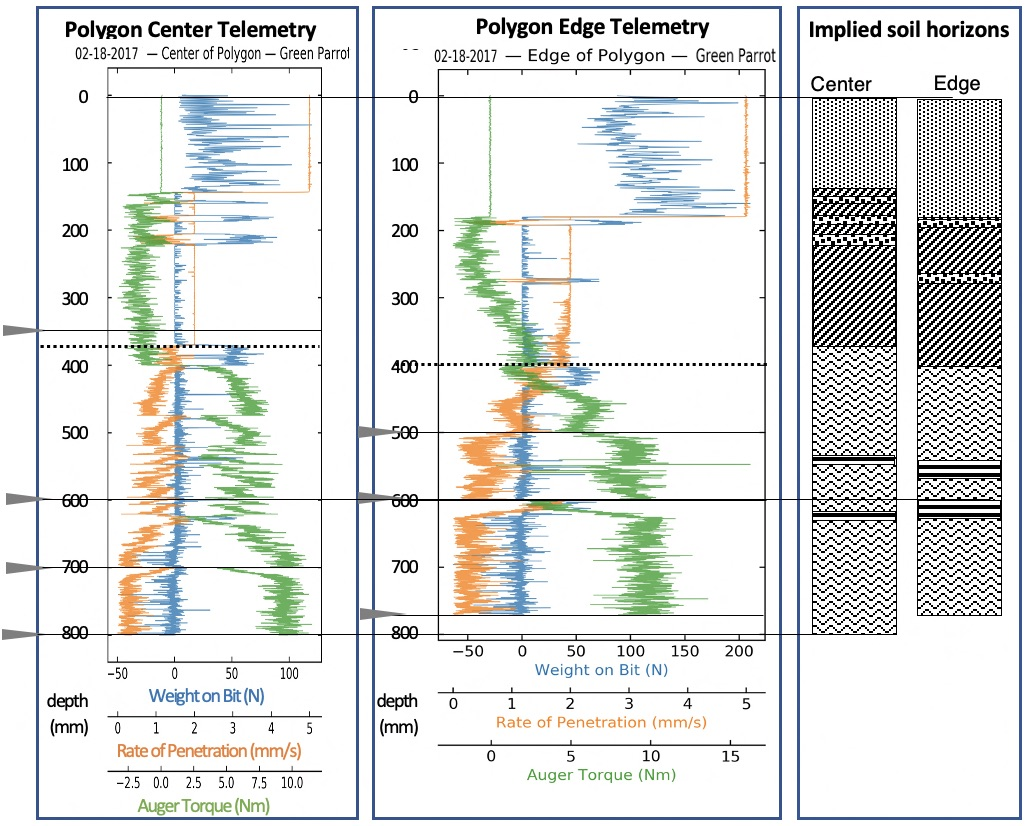 Polygon Center Telemetry
02-18-2017 — Center of Polygon — Green Parrot
0
100
200
300
400
500
600
700
800
−50 0 50 100
Weight on Bit (N)
depth
(mm)
0 1 2 3 4 5
Rate of Penetration (mm/s)
−2.5 0.0 2.5 5.0 7.5 10.0
Auger Torque (Nm)
Polygon Edge Telemetry
02-18-2017 — Edge of Polygon — Green Parrot
0
100
200
300
400
500
600
700
800
−50 0 50 100 150 200
Weight on Bit (N)
depth
(mm)
0 1 2 3 4 5
Rate of Penetration (mm/s)
0 5 10 15
Auger Torque (Nm)
Implied soil horizons
Center Edge